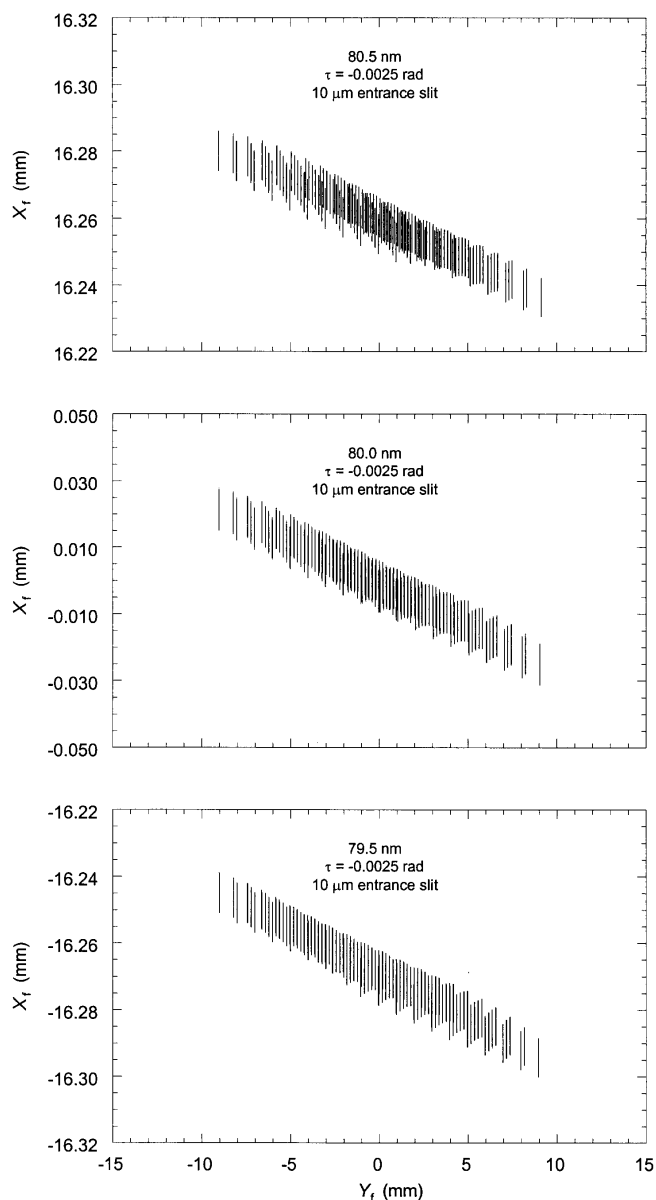 16.32
16.30
16.28
16.26
16.24
16.22
X_f (mm)
80.5 nm
τ = -0.0025 rad
10 μm entrance slit
0.050
0.030
0.010
-0.010
-0.030
-0.050
X_f (mm)
80.0 nm
τ = -0.0025 rad
10 μm entrance slit
-16.22
-16.24
-16.26
-16.28
-16.30
-16.32
X_f (mm)
79.5 nm
τ = -0.0025 rad
10 μm entrance slit
-15 -10 -5 0 5 10 15
Y_f (mm)